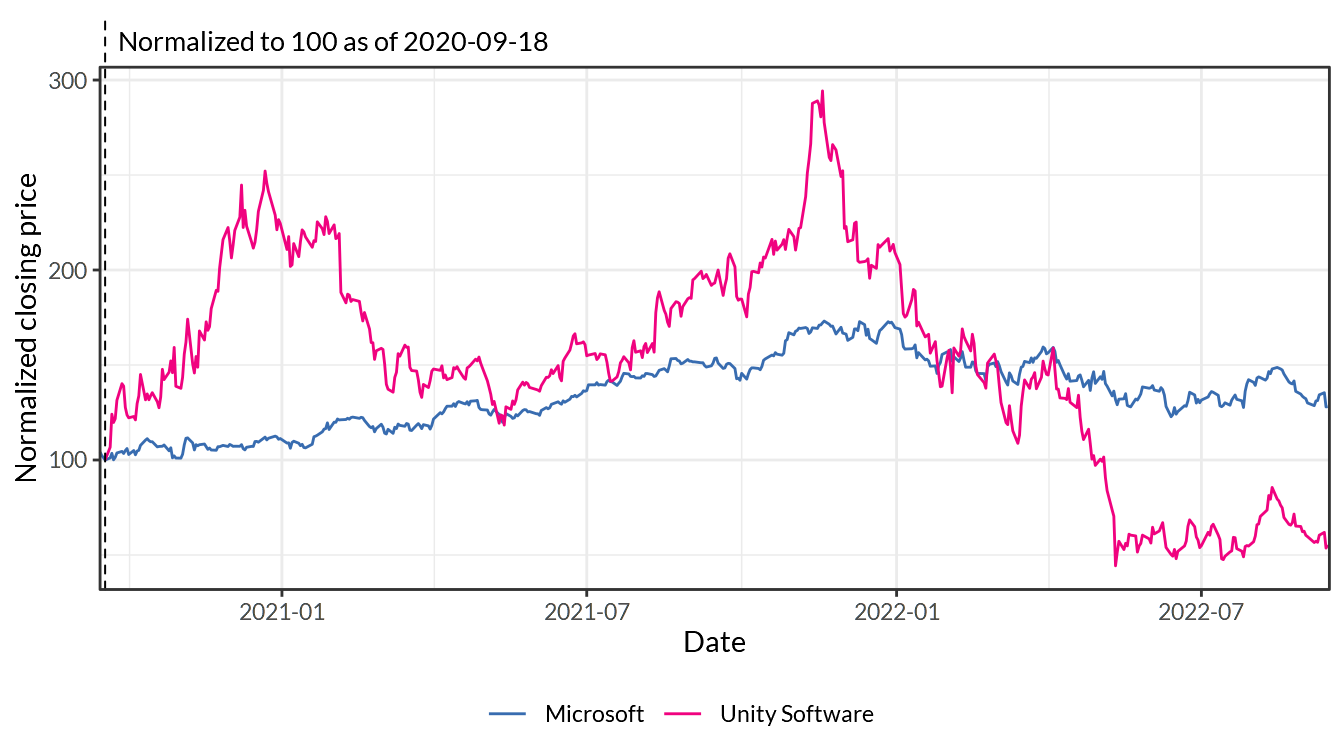 Normalized to 100 as of 2020-09-18
Normalized closing price
300
200
100
2021-01
2021-07
2022-01
2022-07
Date
Microsoft
Unity Software